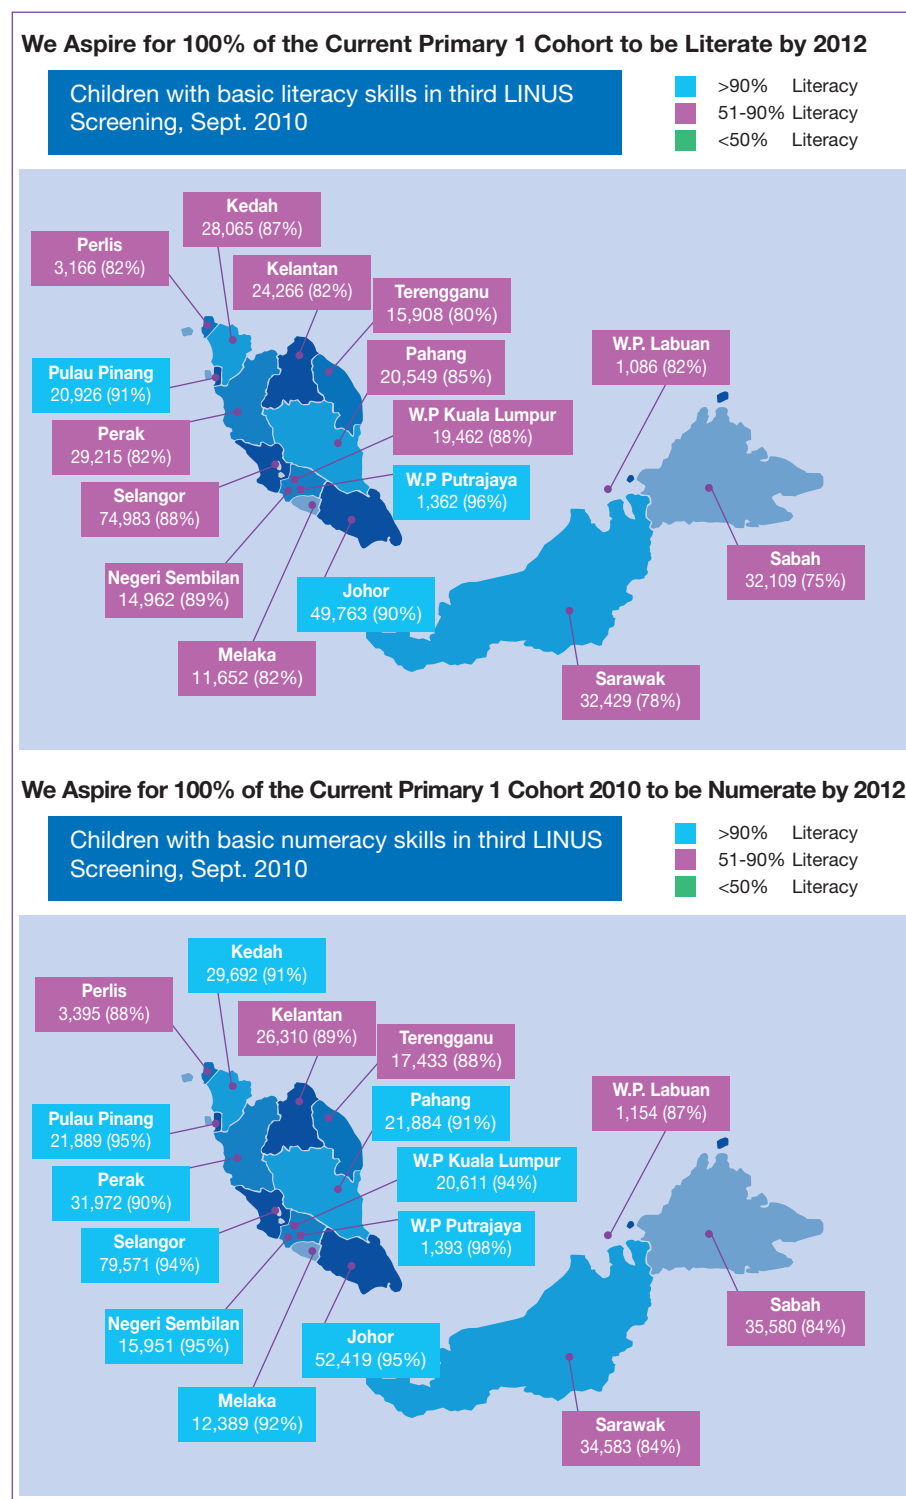 We Aspire for 100% of the Current Primary 1 Cohort to be Literate by 2012
Children with basic literacy skills in third LINUS
Screening, Sept. 2010
>90% Literacy
51-90% Literacy
<50% Literacy
Kedah
28,065 (87%)
Perlis
3,166 (82%)
Kelantan
24,266 (82%)
Terengganu
15,908 (80%)
Pulau Pinang
20,926 (91%)
Pahang
20,549 (85%)
W.P. Labuan
1,086 (82%)
Perak
29,215 (82%)
W.P Kuala Lumpur
19,462 (88%)
Selangor
74,983 (88%)
W.P Putrajaya
1,362 (96%)
Negeri Sembilan
14,962 (89%)
Johor
49,763 (90%)
Sabah
32,109 (75%)
Melaka
11,652 (82%)
Sarawak
32,429 (78%)
We Aspire for 100% of the Current Primary 1 Cohort 2010 to be Numerate by 2012
Children with basic numeracy skills in third LINUS
Screening, Sept. 2010
>90% Literacy
51-90% Literacy
<50% Literacy
Kedah
29,692 (91%)
Perlis
3,395 (88%)
Kelantan
26,310 (89%)
Terengganu
17,433 (88%)
Pulau Pinang
21,889 (95%)
Pahang
21,884 (91%)
W.P. Labuan
1,154 (87%)
Perak
31,972 (90%)
W.P Kuala Lumpur
20,611 (94%)
Selangor
79,571 (94%)
W.P Putrajaya
1,393 (98%)
Negeri Sembilan
15,951 (95%)
Johor
52,419 (95%)
Sabah
35,580 (84%)
Melaka
12,389 (92%)
Sarawak
34,583 (84%)